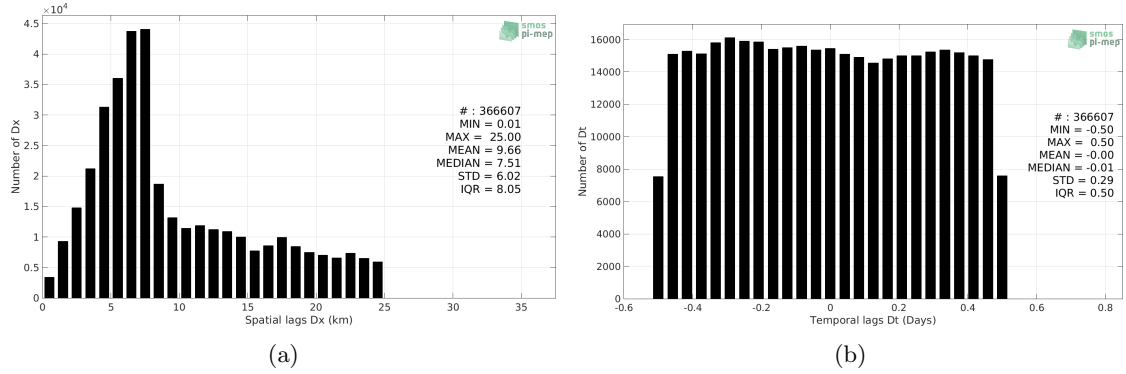 ×10⁴
4.5
4
3.5
3
2.5
2
1.5
1
0.5
0
Number of Dx
smos
pi-mep
# : 366607
MIN = 0.01
MAX = 25.00
MEAN = 9.66
MEDIAN = 7.51
STD = 6.02
IQR = 8.05
0 5 10 15 20 25 30 35
Spatial lags Dx (km)
(a)
16000
14000
12000
10000
8000
6000
4000
2000
0
Number of Dt
smos
pi-mep
# : 366607
MIN = -0.50
MAX = 0.50
MEAN = -0.00
MEDIAN = -0.01
STD = 0.29
IQR = 0.50
-0.6 -0.4 -0.2 0 0.2 0.4 0.6 0.8
Temporal lags Dt (Days)
(b)